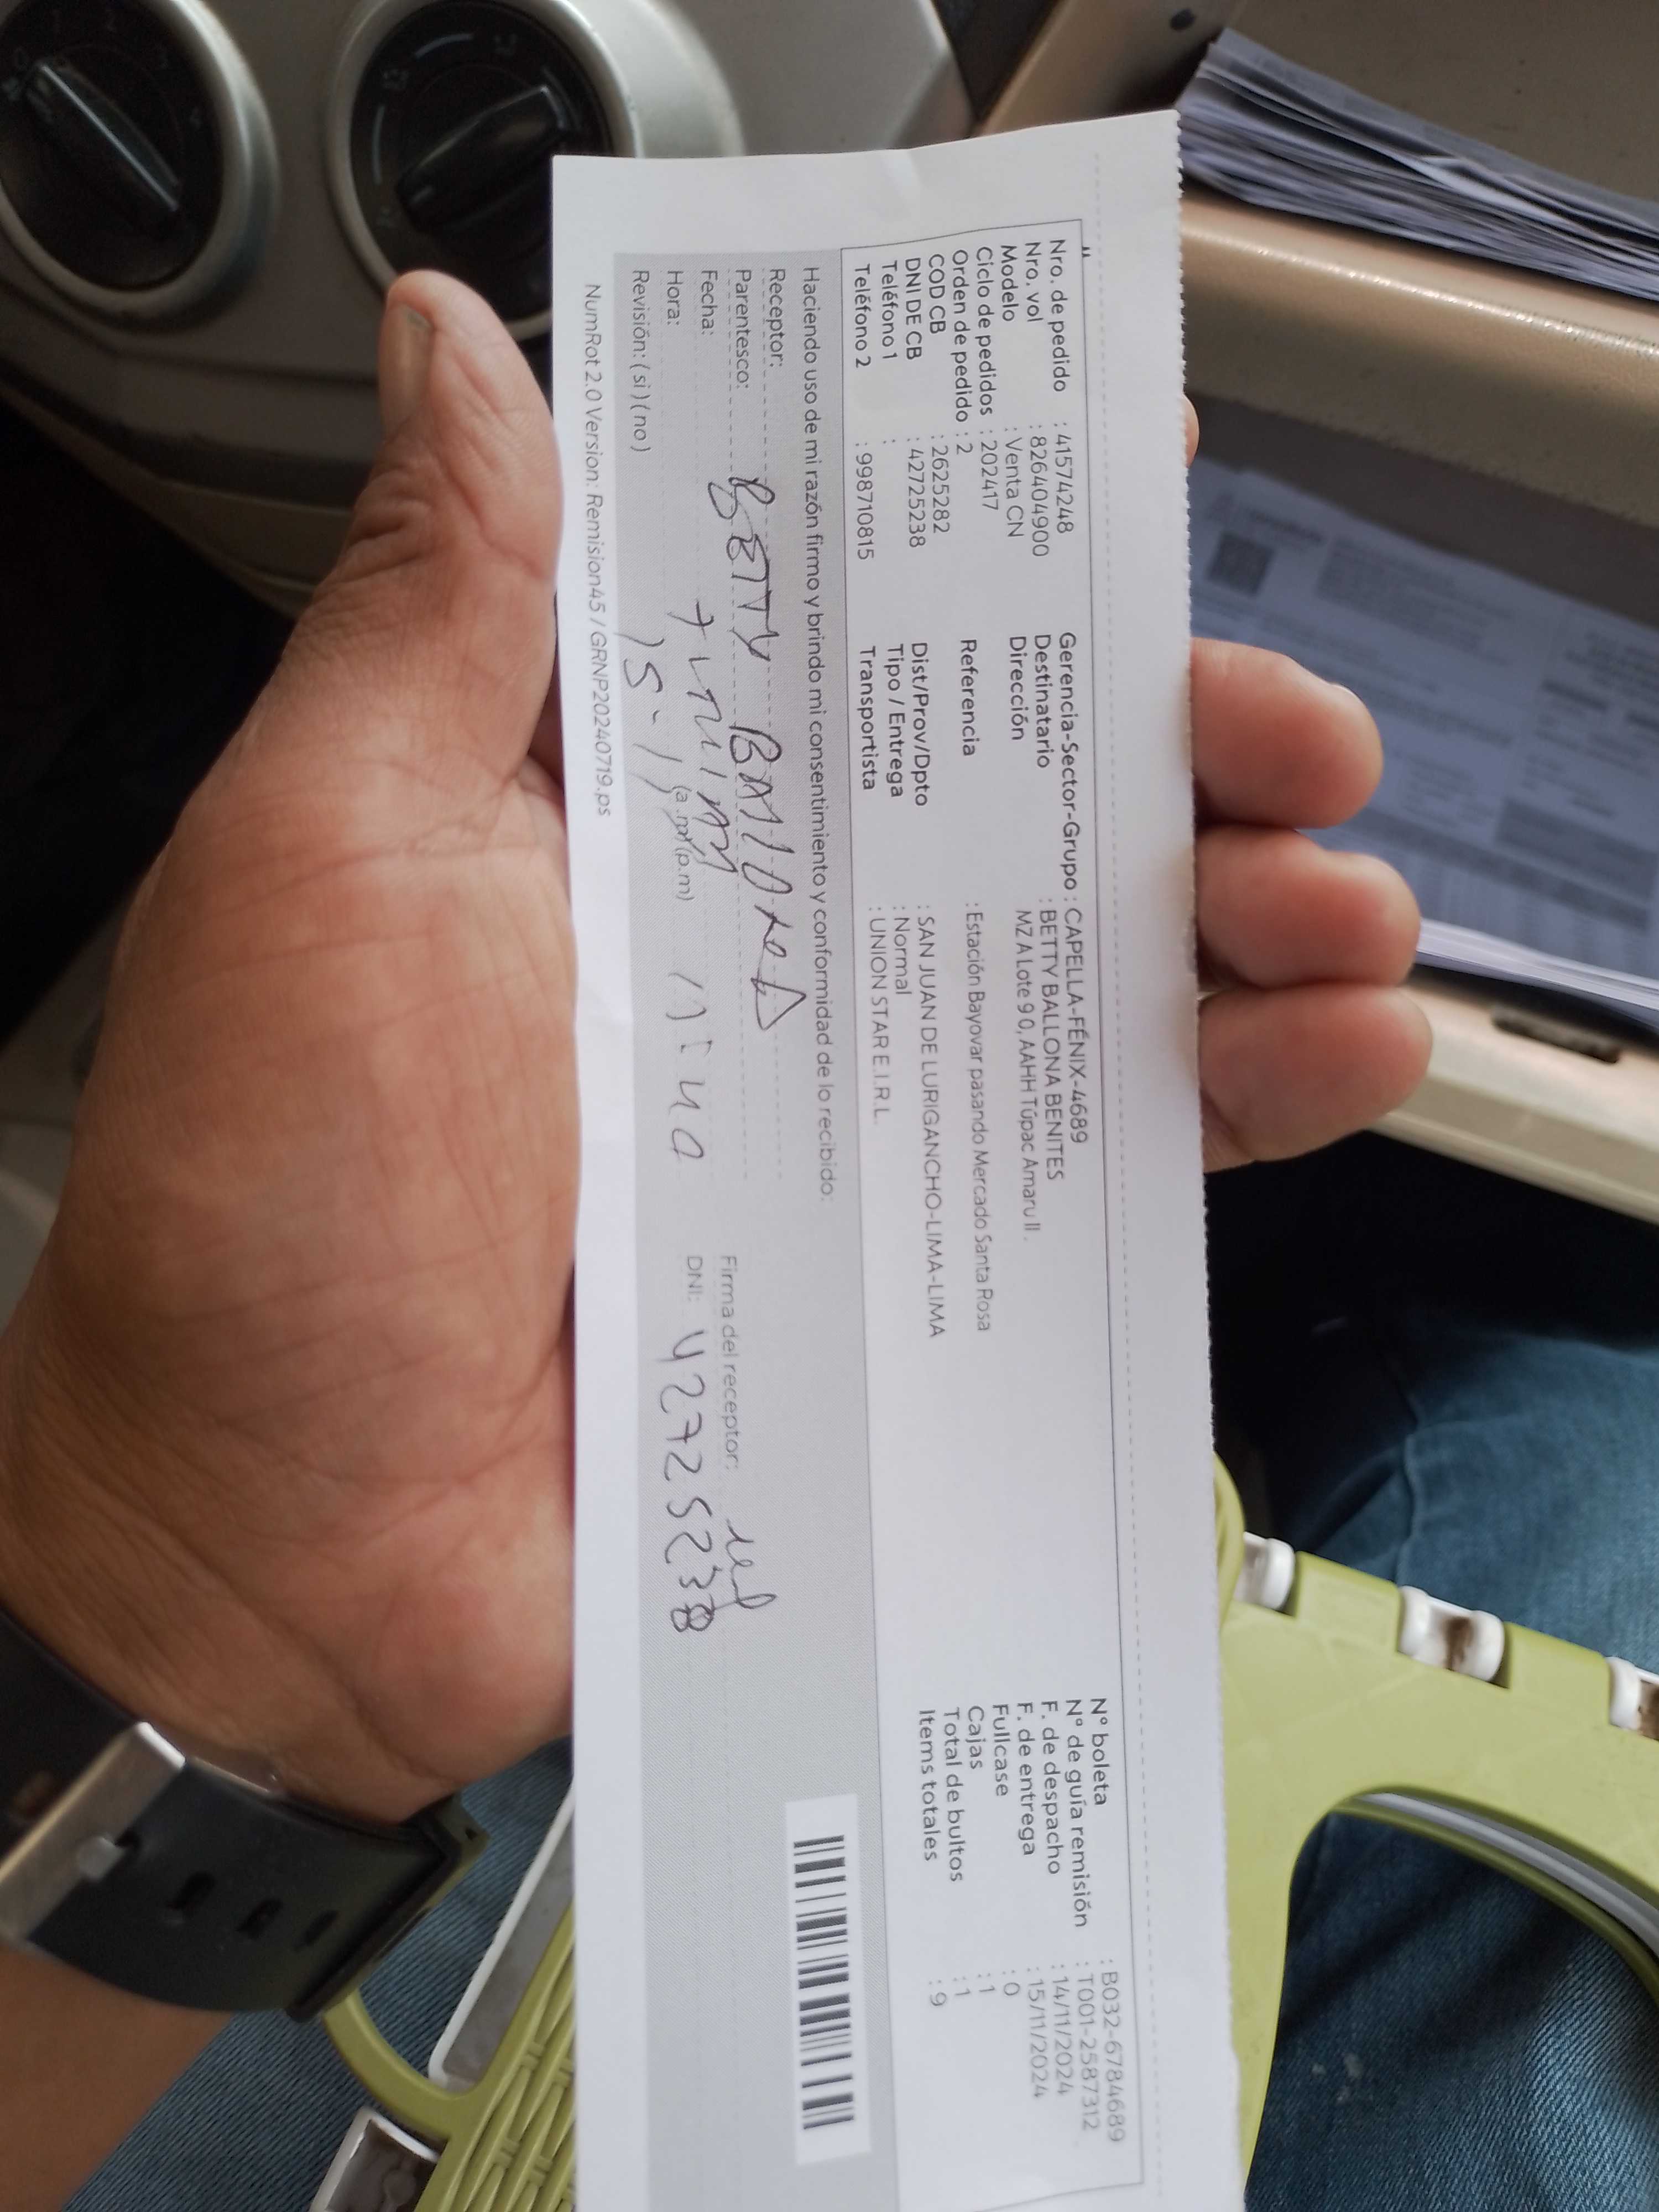 Nro. de pedido : 41574248
Nro. vol : 826404900
Modelo : Venta CN
Ciclo de pedidos : 202417
Orden de pedido : 2
COD CB : 2625282
DNI DE CB : 42725238
Teléfono 1 :
Teléfono 2 : 998710815
Gerencia-Sector-Grupo : CAPELLA-FÉNIX-4689
Destinatario : BETTY BALLONA BENITES
Dirección MZ A Lote 9 0, AAHH Túpac Amaru II .
Referencia : Estación Bayovar pasando Mercado Santa Rosa
Dist/Prov/Dpto : SAN JUAN DE LURIGANCHO-LIMA-LIMA
Tipo / Entrega : Normal
Transportista : UNION STAR E.I.R.L.
N° boleta : B032-6784689
N° de guía remisión : T001-2587312
F. de despacho : 14/11/2024
F. de entrega : 15/11/2024
Fullcase : 0
Cajas : 1
Total de bultos : 1
Items totales : 9
Haciendo uso de mi razón firmo y brindo mi consentimiento y conformidad de lo recibido:
Receptor:
Parentesco: BETTY
Fecha:
Hora: 15-11 (a.m) (p.m)
Revisión: ( si ) ( no )
Firma del receptor:
DNI: 42725238
NumRot 2.0 Version: Remision45 / GRNP20240719.ps